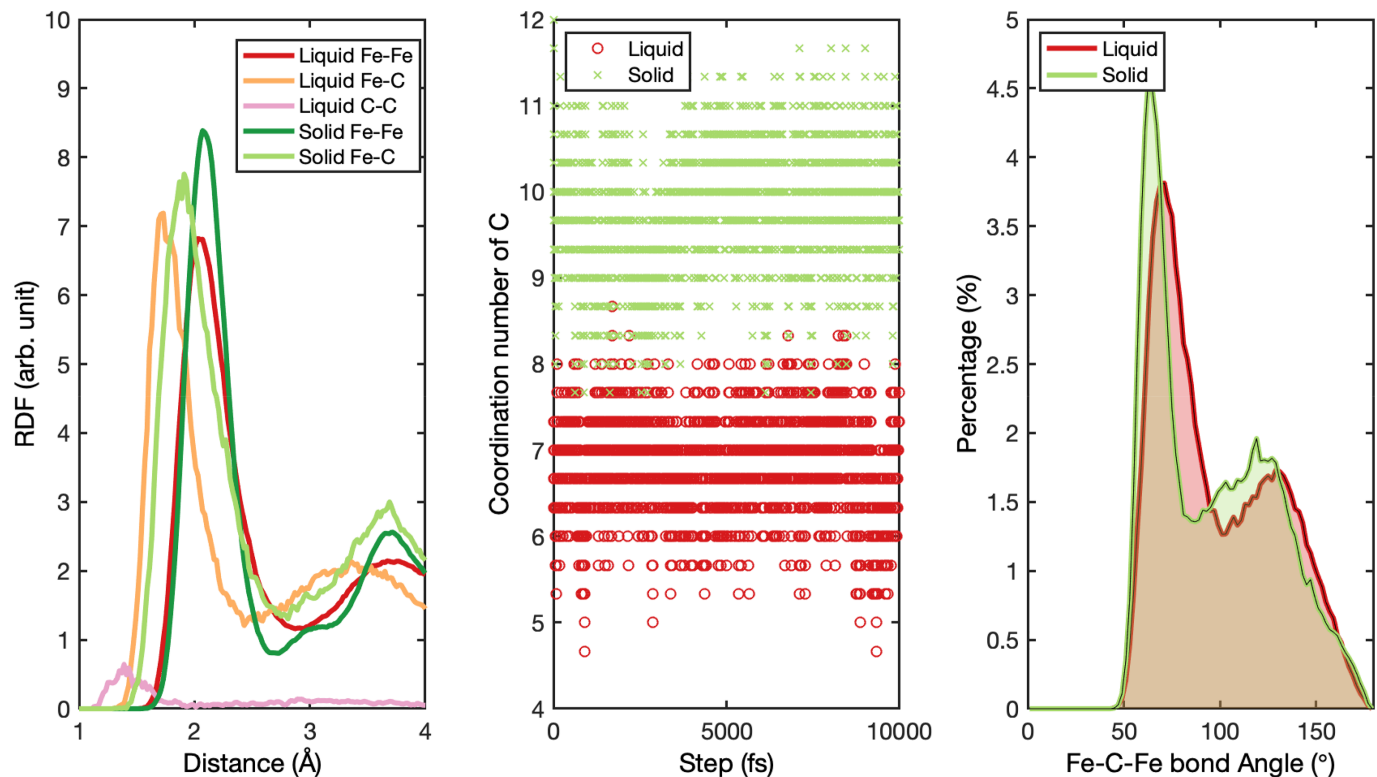 10
9
8
7
6
5
4
3
2
1
0
RDF (arb. unit)
Liquid Fe-Fe
Liquid Fe-C
Liquid C-C
Solid Fe-Fe
Solid Fe-C
1 2 3 4
Distance (Å)
12
11
10
9
8
7
6
5
4
Coordination number of C
Liquid
Solid
0 5000 10000
Step (fs)
5
4.5
4
3.5
3
2.5
2
1.5
1
0.5
0
Percentage (%)
Liquid
Solid
0 50 100 150
Fe-C-Fe bond Angle (°)